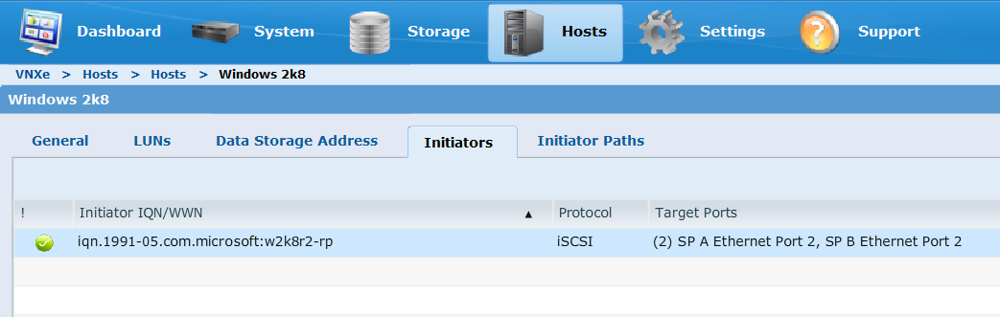 Dashboard System Storage Hosts Settings Support
VNXe > Hosts > Hosts > Windows 2k8
Windows 2k8
General LUNs Data Storage Address Initiators Initiator Paths
! Initiator IQN/WWN ▲ Protocol Target Ports
iqn.1991-05.com.microsoft:w2k8r2-rp iSCSI (2) SP A Ethernet Port 2, SP B Ethernet Port 2